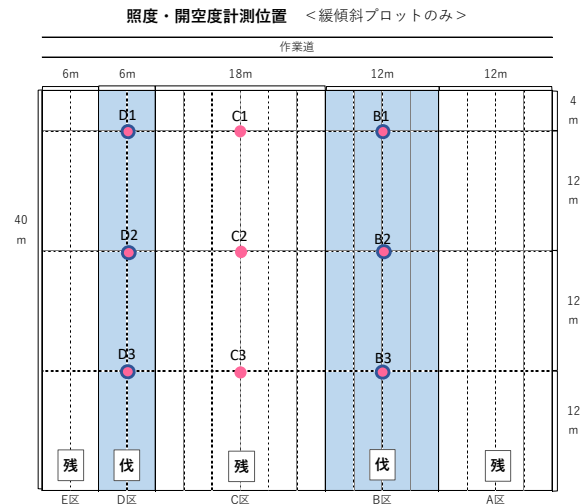 照度・開空度計測位置 ＜緩傾斜プロットのみ＞
作業道
6m 6m 18m 12m 12m
4
m
D1 C1 B1
12
m
40
m
D2 C2 B2
12
m
D3 C3 B3
12
m
残 伐 残 伐 残
E区 D区 C区 B区 A区